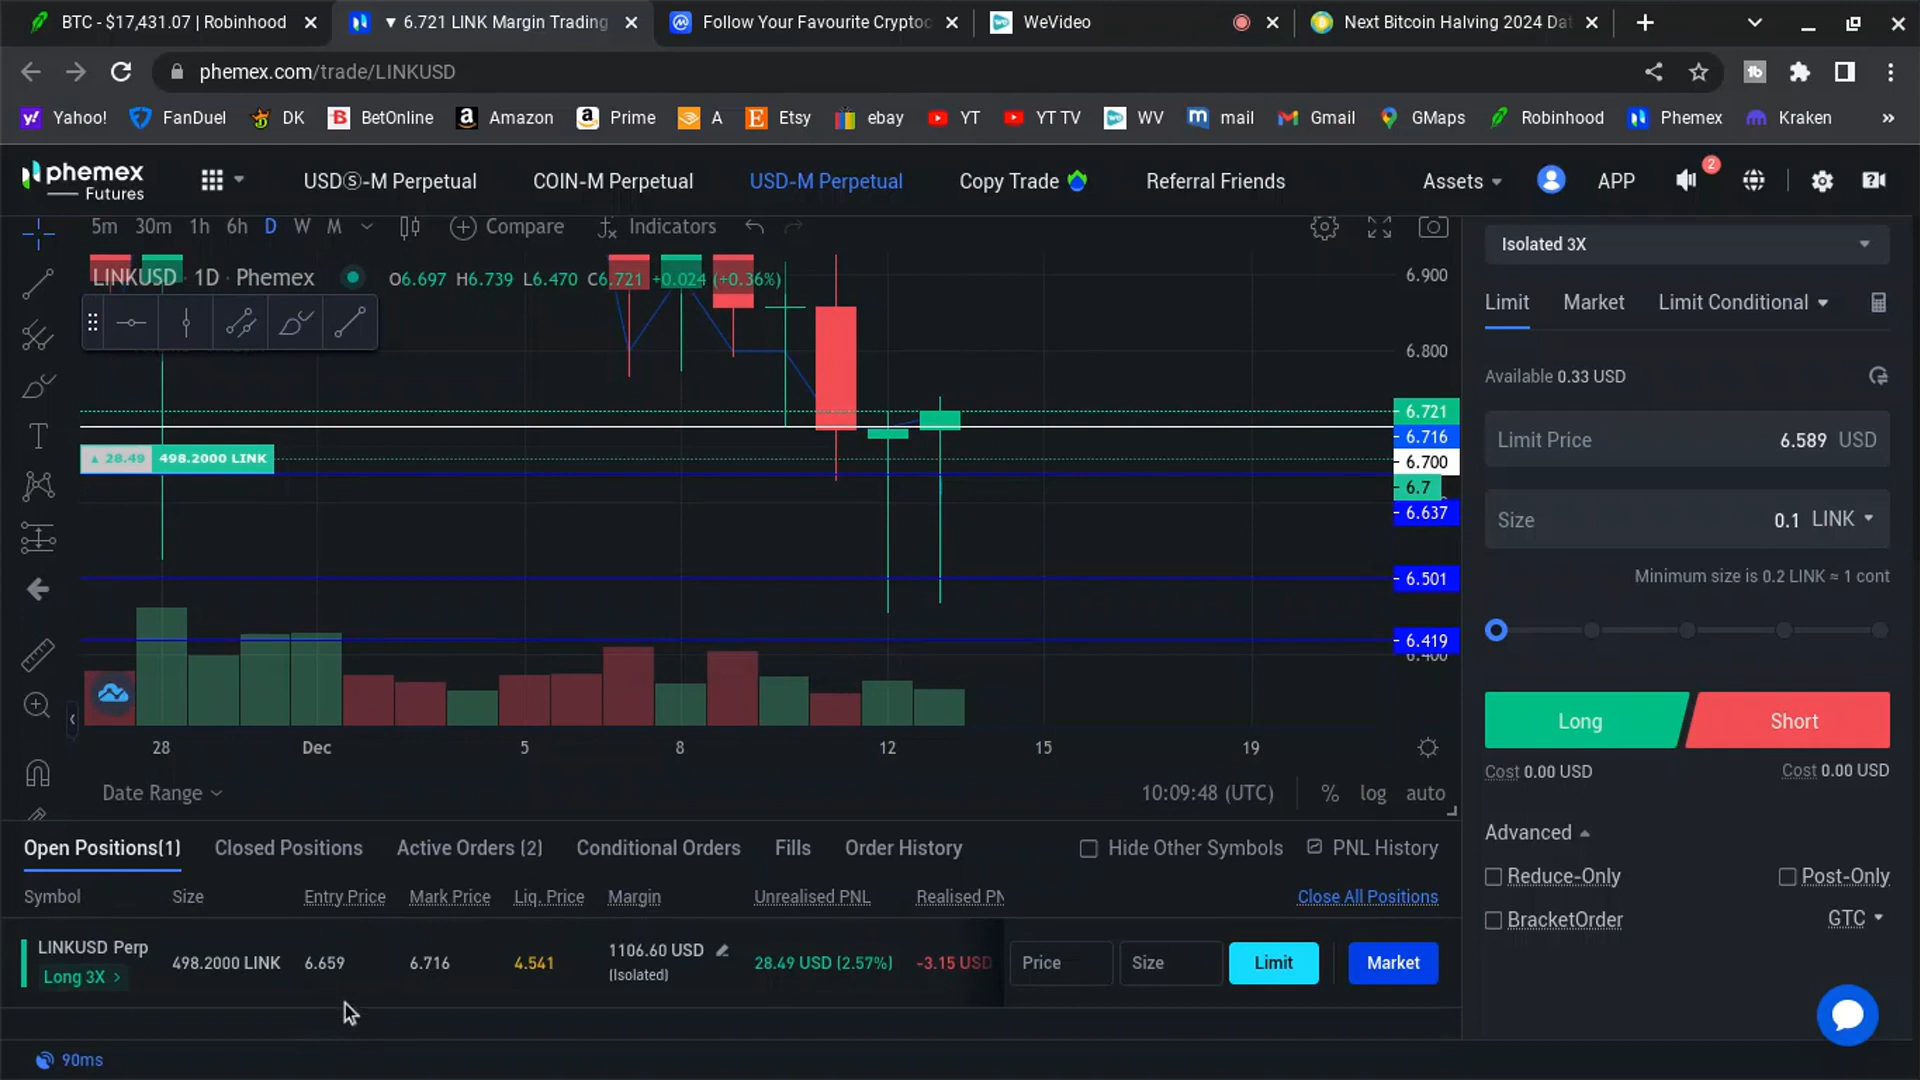 BTC - $17,431.07 | Robinhood
▼ 6.721 LINK Margin Trading
Follow Your Favourite Cryptoc
WeVideo
Next Bitcoin Halving 2024 Dat
phemex.com/trade/LINKUSD
Yahoo!
FanDuel
DK
BetOnline
Amazon
Prime
A
Etsy
ebay
YT
YT TV
WV
mail
Gmail
GMaps
Robinhood
Phemex
Kraken
»
phemex
Futures
USDⓈ-M Perpetual
COIN-M Perpetual
USD-M Perpetual
Copy Trade
Referral Friends
Assets
APP
2
5m 30m 1h 6h D W M
Compare
Indicators
LINKUSD · 1D · Phemex
O6.697 H6.739 L6.470 C6.721 +0.024 (+0.36%)
6.900
6.800
6.721
6.716
6.700
6.7
6.637
6.501
6.419
6.400
▲ 28.49 498.2000 LINK
28 Dec 5 8 12 15 19
Date Range
10:09:48 (UTC)
% log auto
Isolated 3X
Limit Market Limit Conditional
Available 0.33 USD
Limit Price 6.589 USD
Size 0.1 LINK
Minimum size is 0.2 LINK ≈ 1 cont
Long
Short
Cost 0.00 USD
Cost 0.00 USD
Advanced
Reduce-Only
Post-Only
BracketOrder
GTC
Open Positions(1) Closed Positions Active Orders (2) Conditional Orders Fills Order History
Hide Other Symbols
PNL History
Symbol Size Entry Price Mark Price Liq. Price Margin Unrealised PNL Realised PN
Close All Positions
LINKUSD Perp
Long 3X >
498.2000 LINK 6.659 6.716 4.541
1106.60 USD
(Isolated)
28.49 USD (2.57%)
-3.15 USD
Price
Size
Limit
Market
90ms